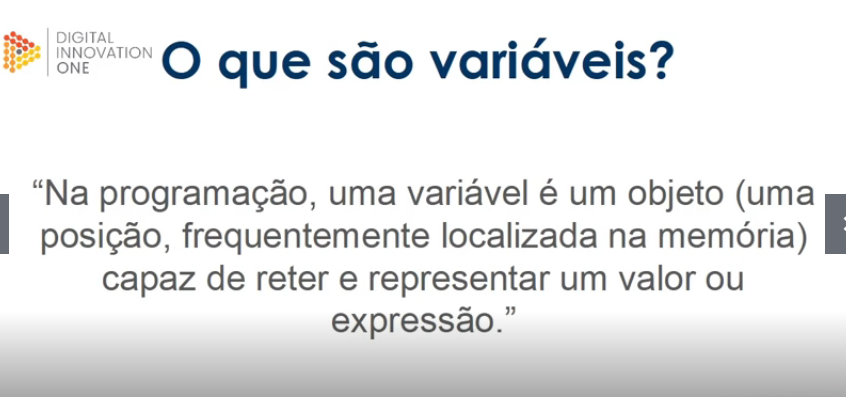 DIGITAL
INNOVATION
ONE
O que são variáveis?
“Na programação, uma variável é um objeto (uma
posição, frequentemente localizada na memória)
capaz de reter e representar um valor ou
expressão.”